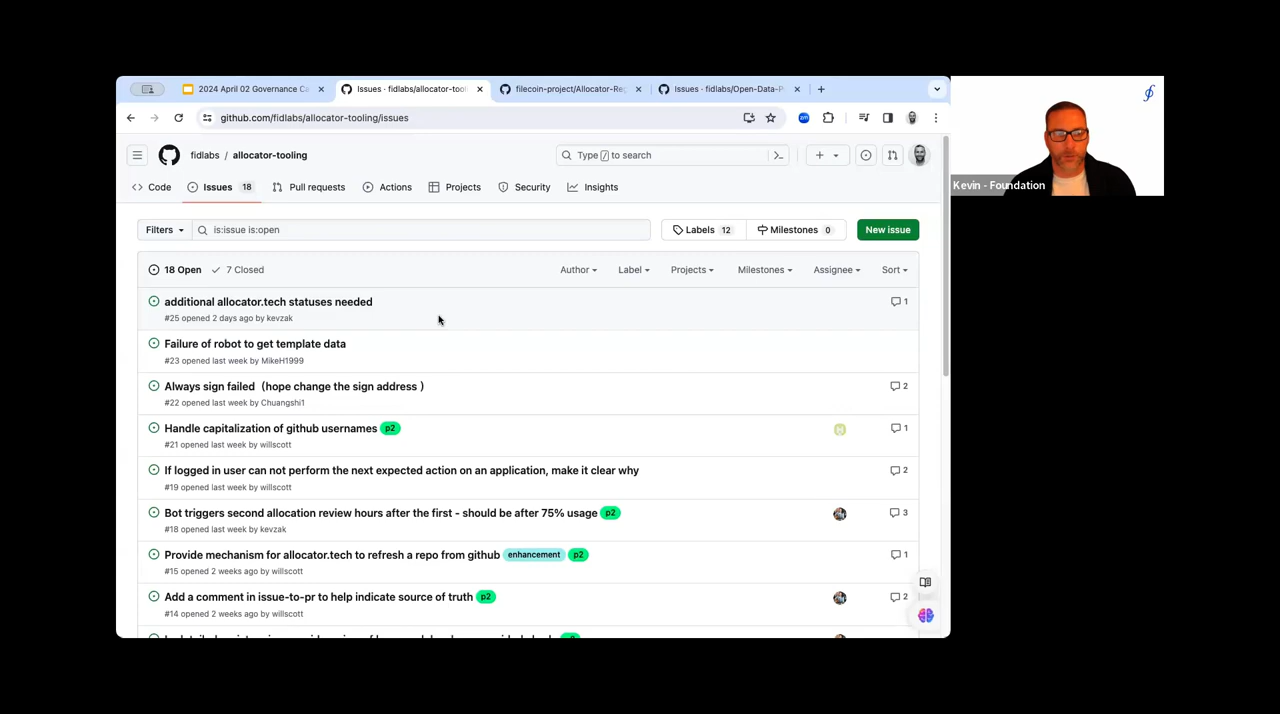 2024 April 02 Governance Ca
Issues · fidlabs/allocator-tooli
filecoin-project/Allocator-Reg
Issues · fidlabs/Open-Data-P
github.com/fidlabs/allocator-tooling/issues
fidlabs / allocator-tooling
Type / to search
Code
Issues 18
Pull requests
Actions
Projects
Security
Insights
Filters
is:issue is:open
Labels 12
Milestones 0
New issue
18 Open
7 Closed
Author
Label
Projects
Milestones
Assignee
Sort
additional allocator.tech statuses needed
1
#25 opened 2 days ago by kevzak
Failure of robot to get template data
#23 opened last week by MikeH1999
Always sign failed（hope change the sign address ）
2
#22 opened last week by Chuangshi1
Handle capitalization of github usernames p2
1
#21 opened last week by willscott
If logged in user can not perform the next expected action on an application, make it clear why
2
#19 opened last week by willscott
Bot triggers second allocation review hours after the first - should be after 75% usage p2
3
#18 opened last week by kevzak
Provide mechanism for allocator.tech to refresh a repo from github enhancement p2
1
#15 opened 2 weeks ago by willscott
Add a comment in issue-to-pr to help indicate source of truth p2
2
#14 opened 2 weeks ago by willscott
Kevin - Foundation